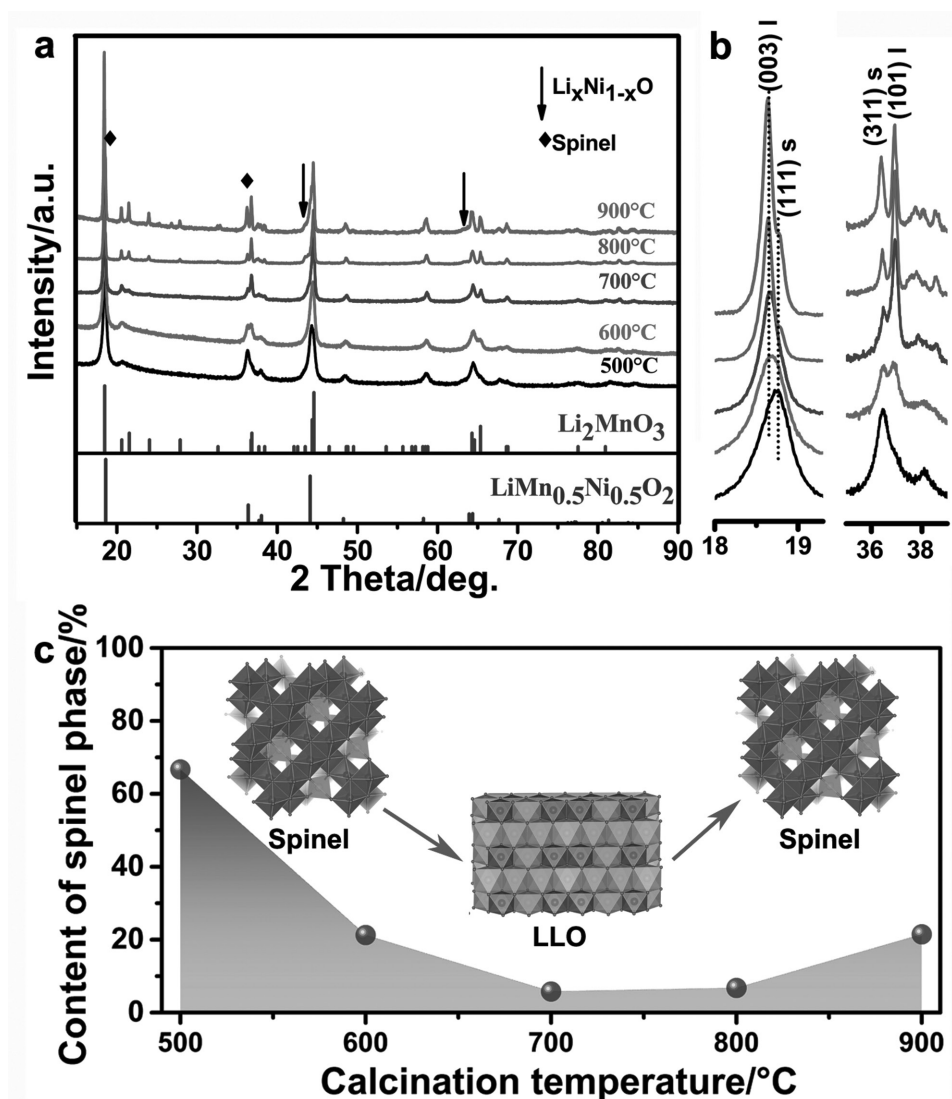 a
Intensity/a.u.
LixNi1-xO
Spinel
900°C
800°C
700°C
600°C
500°C
Li2MnO3
LiMn0.5Ni0.5O2
20 30 40 50 60 70 80 90
2 Theta/deg.
b
(003) l
(111) s
(311) s
(101) l
18 19 36 38
c
Content of spinel phase/%
100
80
60
40
20
0
Spinel
LLO
Spinel
500 600 700 800 900
Calcination temperature/°C